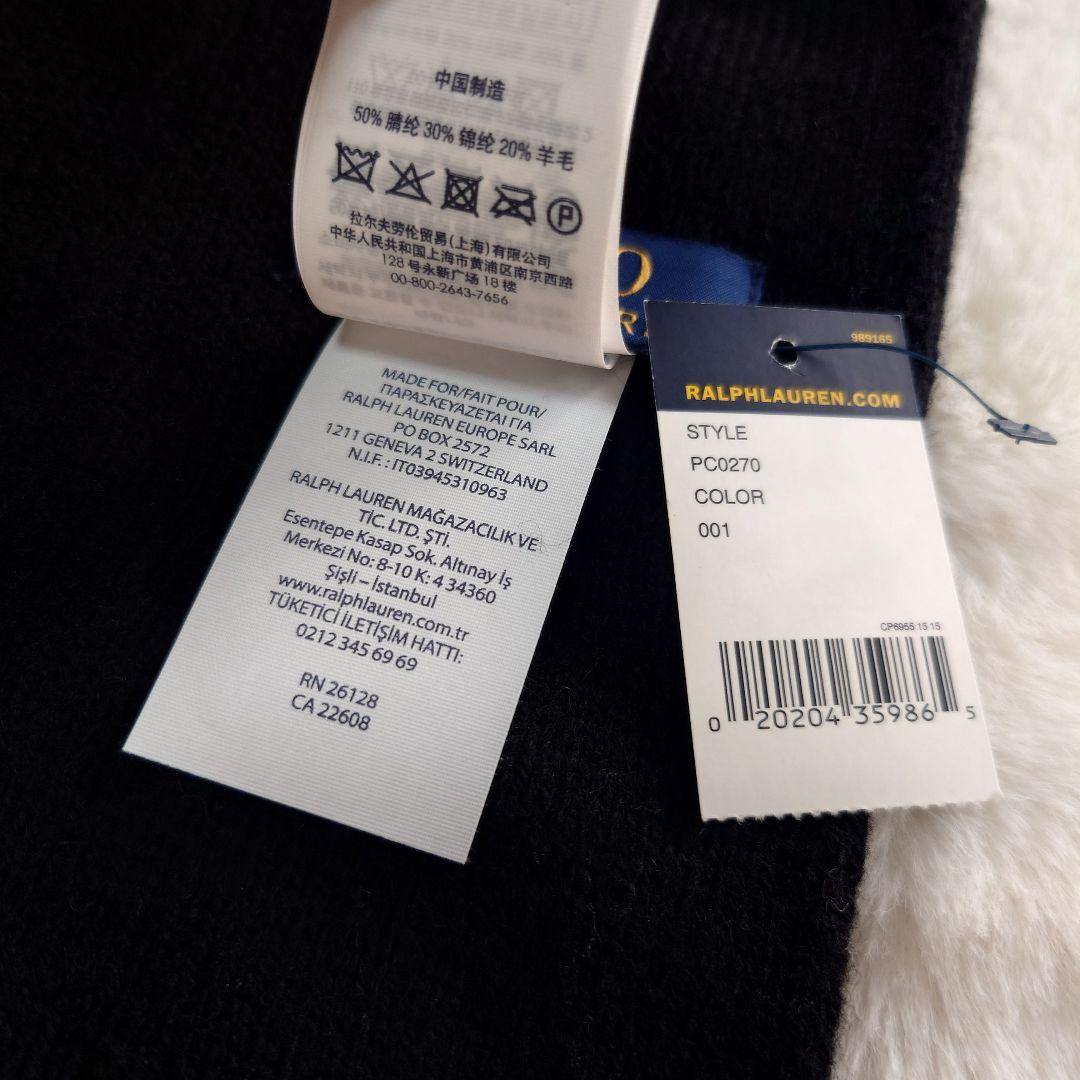 中国制造
50% 腈纶 30% 锦纶 20% 羊毛
P
拉尔夫劳伦贸易(上海)有限公司
中华人民共和国上海市黄浦区南京西路
128 号永新广场 18 楼
00-800-2643-7656
MADE FOR/FAIT POUR/
ΠΑΡΑΣΚΕΥΑΖΕΤΑΙ ΓΙΑ
RALPH LAUREN EUROPE SARL
PO BOX 2572
1211 GENEVA 2 SWITZERLAND
N.I.F. : IT03945310963
RALPH LAUREN MAĞAZACILIK VE
TİC. LTD. ŞTİ.
Esentepe Kasap Sok. Altınay İş
Merkezi No: 8-10 K: 4 34360
Şişli – İstanbul
www.ralphlauren.com.tr
TÜKETİCİ İLETİŞİM HATTI:
0212 345 69 69
RN 26128
CA 22608
989165
RALPHLAUREN.COM
STYLE
PC0270
COLOR
001
CP6955 15 15
0 20204 35986 5